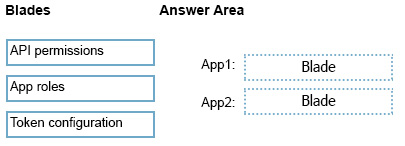 Blades
Answer Area
API permissions
App roles
Token configuration
App1:
Blade
App2:
Blade